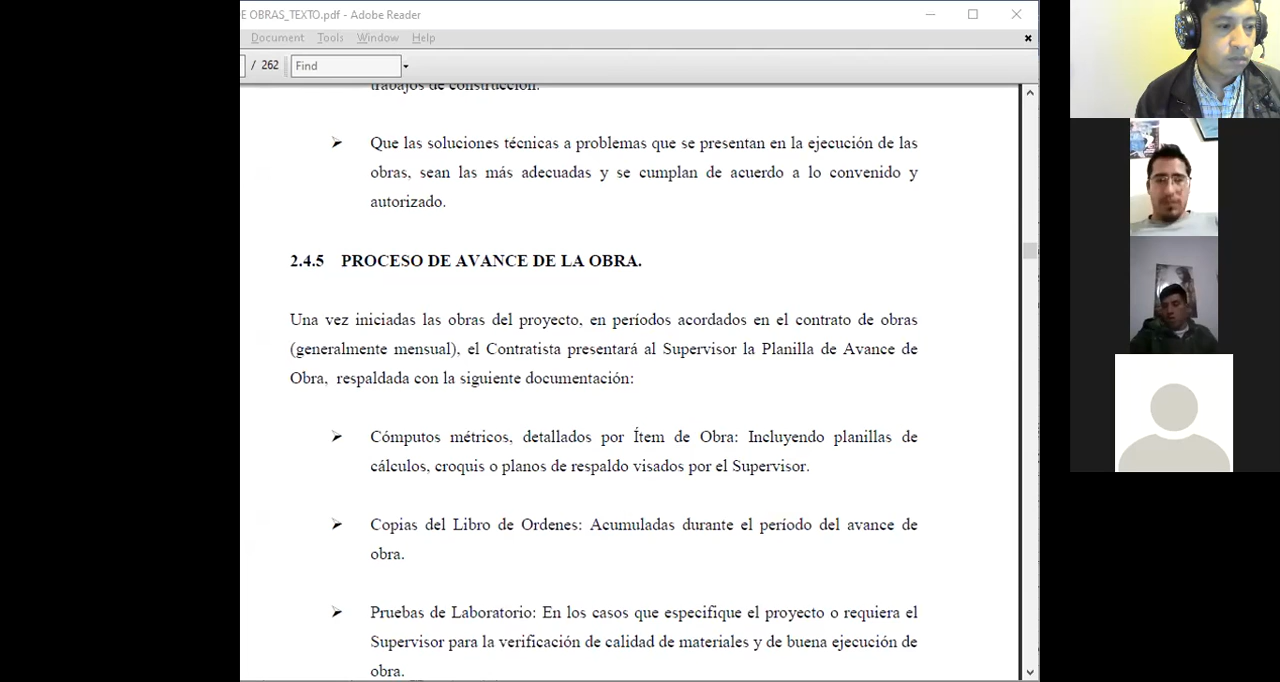 E OBRAS_TEXTO.pdf - Adobe Reader
Document Tools Window Help
/ 262 Find
trabajos de construcción.
➢ Que las soluciones técnicas a problemas que se presentan en la ejecución de las
obras, sean las más adecuadas y se cumplan de acuerdo a lo convenido y
autorizado.
2.4.5 PROCESO DE AVANCE DE LA OBRA.
Una vez iniciadas las obras del proyecto, en períodos acordados en el contrato de obras
(generalmente mensual), el Contratista presentará al Supervisor la Planilla de Avance de
Obra, respaldada con la siguiente documentación:
➢ Cómputos métricos, detallados por Ítem de Obra: Incluyendo planillas de
cálculos, croquis o planos de respaldo visados por el Supervisor.
➢ Copias del Libro de Ordenes: Acumuladas durante el período del avance de
obra.
➢ Pruebas de Laboratorio: En los casos que especifique el proyecto o requiera el
Supervisor para la verificación de calidad de materiales y de buena ejecución de
obra.